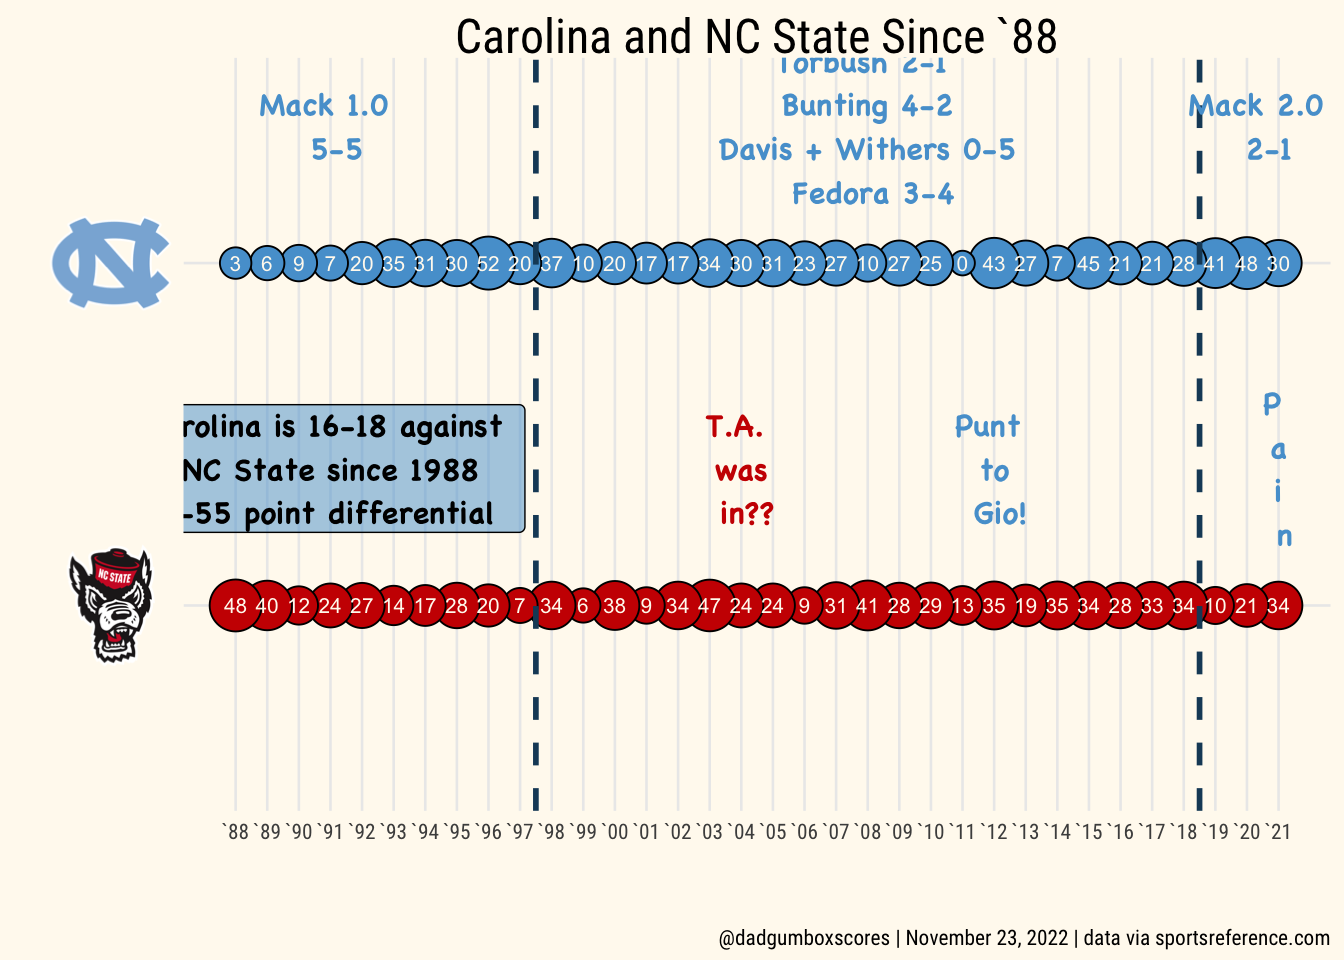 Carolina and NC State Since `88
Torbush 2-1
Mack 1.0
5-5
Bunting 4-2
Davis + Withers 0-5
Fedora 3-4
Mack 2.0
2-1
NC
3 6 9 7 20 35 31 30 52 20 37 10 20 17 17 34 30 31 23 27 10 27 25 0 43 27 7 45 21 21 28 41 48 30
rolina is 16-18 against
NC State since 1988
-55 point differential
T.A.
was
in??
Punt
to
Gio!
P
a
i
n
NC STATE
48 40 12 24 27 14 17 28 20 7 34 6 38 9 34 47 24 24 9 31 41 28 29 13 35 19 35 34 28 33 34 10 21 34
`88 `89 `90 `91 `92 `93 `94 `95 `96 `97 `98 `99 `00 `01 `02 `03 `04 `05 `06 `07 `08 `09 `10 `11 `12 `13 `14 `15 `16 `17 `18 `19 `20 `21
@dadgumboxscores | November 23, 2022 | data via sportsreference.com